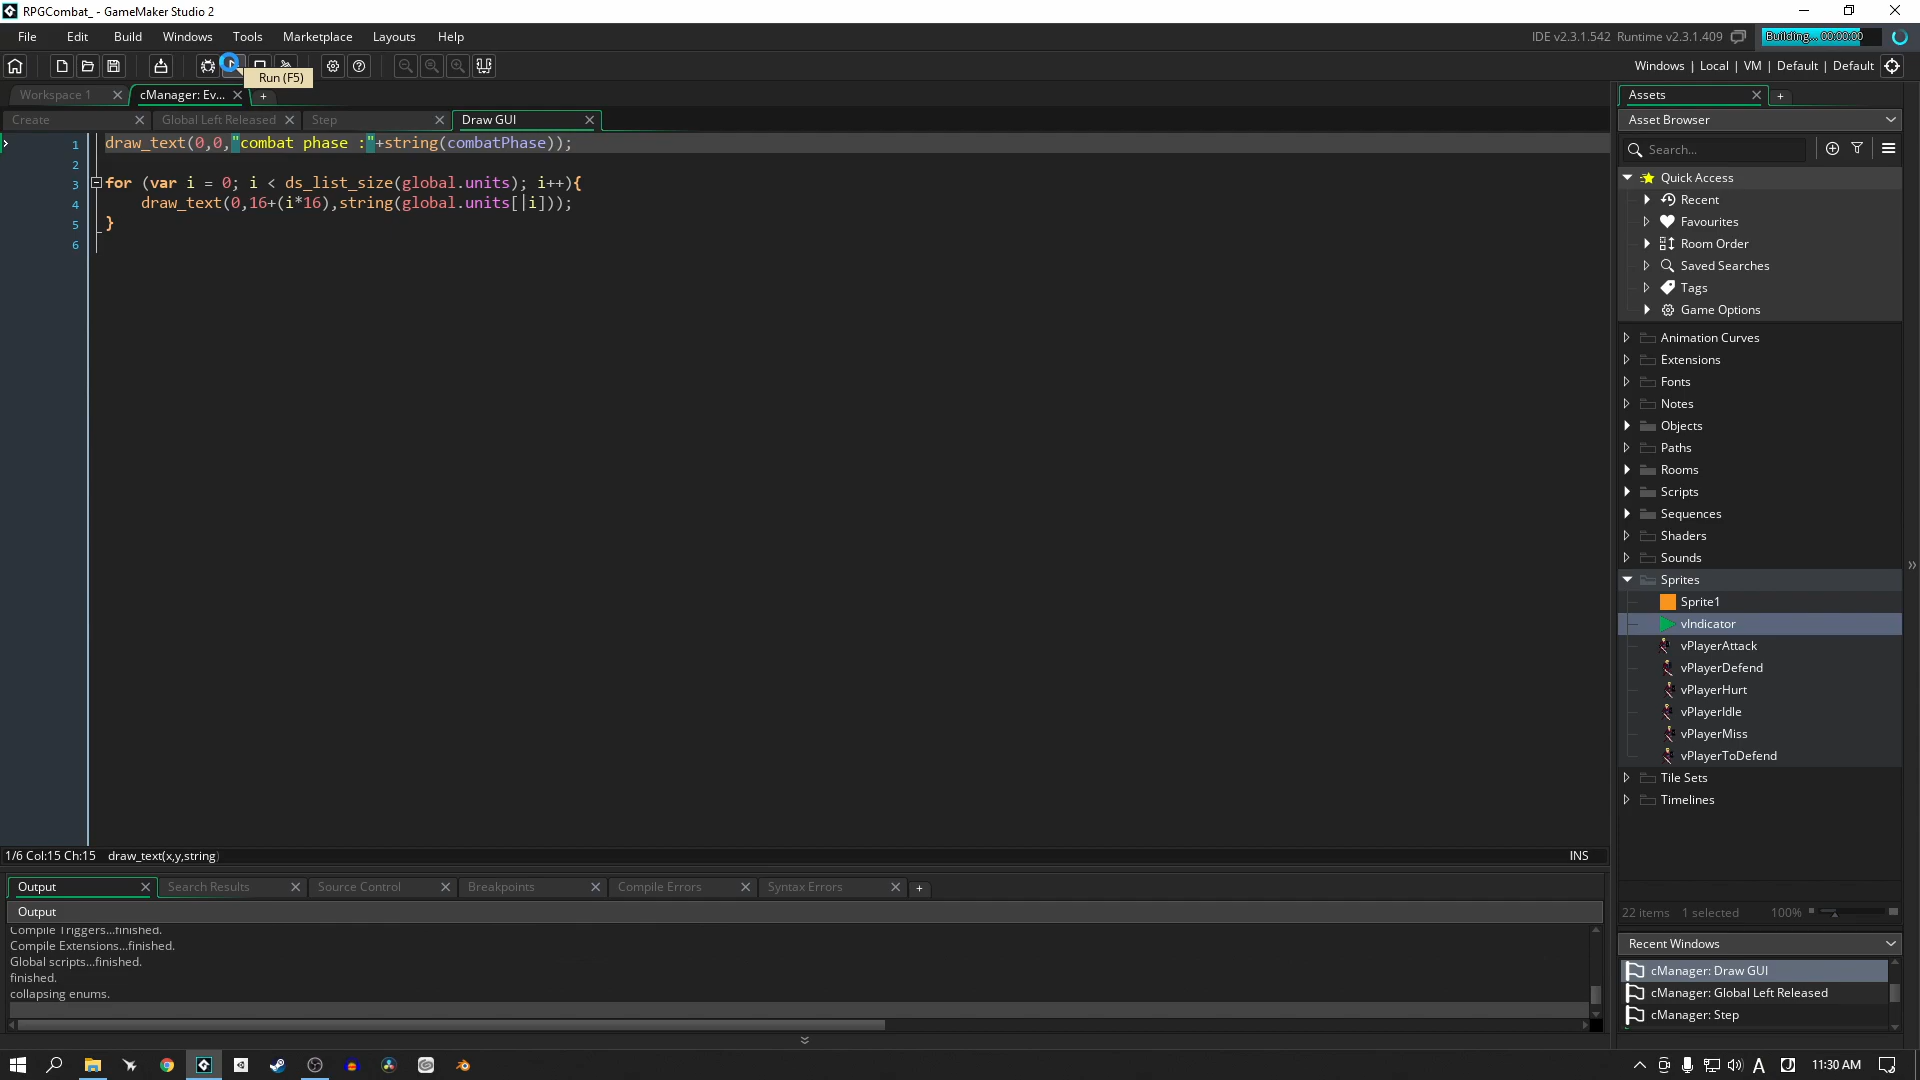 RPGCombat_ - GameMaker Studio 2
File Edit Build Windows Tools Marketplace Layouts Help
IDE v2.3.1.542 Runtime v2.3.1.409
Building... 00:00:00
Run (F5)
Windows | Local | VM | Default | Default
Workspace 1
cManager: Ev...
Create
Global Left Released
Step
Draw GUI
1 draw_text(0,0,"combat phase :"+string(combatPhase));
2
3 for (var i = 0; i < ds_list_size(global.units); i++){
4 draw_text(0,16+(i*16),string(global.units[|i]));
5 }
6
1/6 Col:15 Ch:15 draw_text(x,y,string)
INS
Output
Search Results
Source Control
Breakpoints
Compile Errors
Syntax Errors
Output
Compile Triggers...finished.
Compile Extensions...finished.
Global scripts...finished.
finished.
collapsing enums.
Assets
Asset Browser
Search...
Quick Access
Recent
Favourites
Room Order
Saved Searches
Tags
Game Options
Animation Curves
Extensions
Fonts
Notes
Objects
Paths
Rooms
Scripts
Sequences
Shaders
Sounds
Sprites
Sprite1
vIndicator
vPlayerAttack
vPlayerDefend
vPlayerHurt
vPlayerIdle
vPlayerMiss
vPlayerToDefend
Tile Sets
Timelines
22 items 1 selected 100%
Recent Windows
cManager: Draw GUI
cManager: Global Left Released
cManager: Step
A
11:30 AM